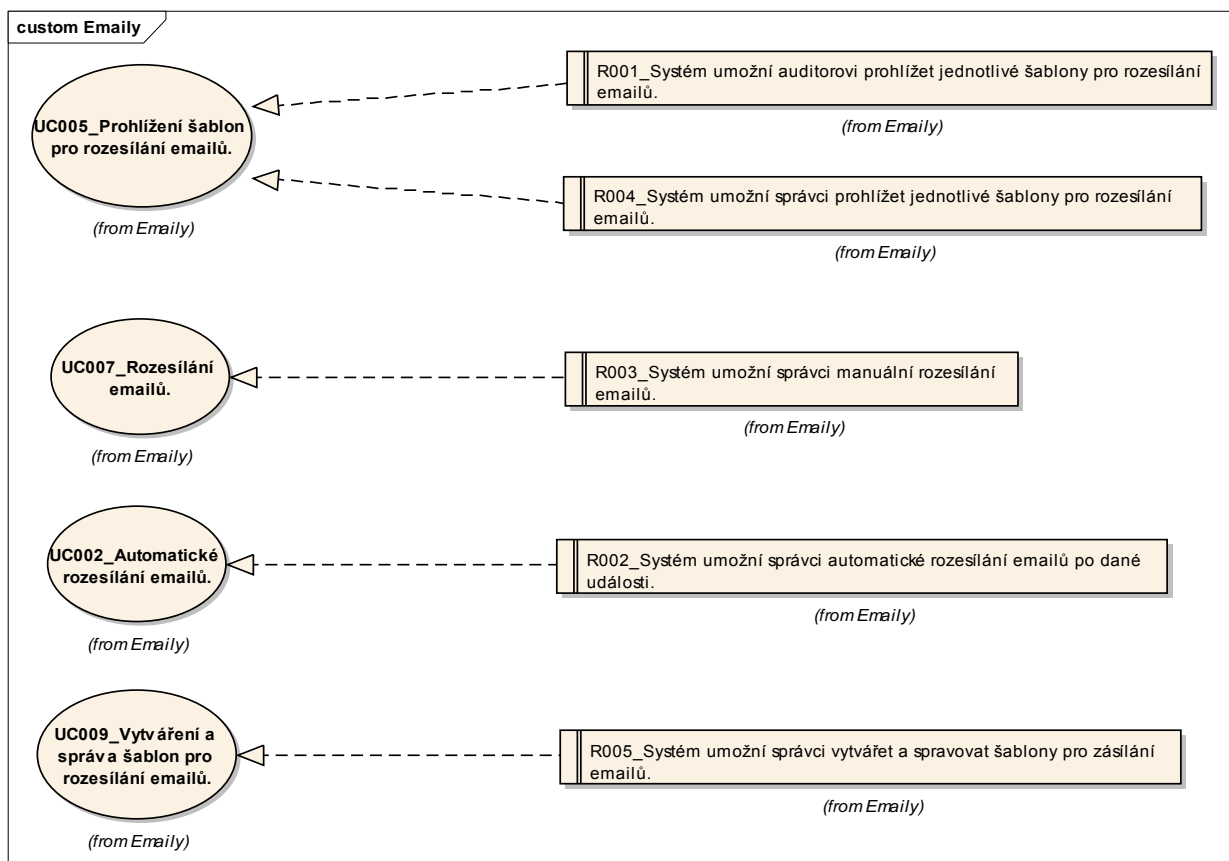 custom Emaily
UC005_Prohlížení šablon
pro rozesílání emailů.
(from Emaily)
R001_Systém umožní auditorovi prohlížet jednotlivé šablony pro rozesílání
emailů.
(from Emaily)
R004_Systém umožní správci prohlížet jednotlivé šablony pro rozesílání
emailů.
(from Emaily)
UC007_Rozesílání
emailů.
(from Emaily)
R003_Systém umožní správci manuální rozesílání
emailů.
(from Emaily)
UC002_Automatické
rozesílání emailů.
(from Emaily)
R002_Systém umožní správci automatické rozesílání emailů po dané
události.
(from Emaily)
UC009_Vytváření a
správa šablon pro
rozesílání emailů.
(from Emaily)
R005_Systém umožní správci vytvářet a spravovat šablony pro zásílání
emailů.
(from Emaily)